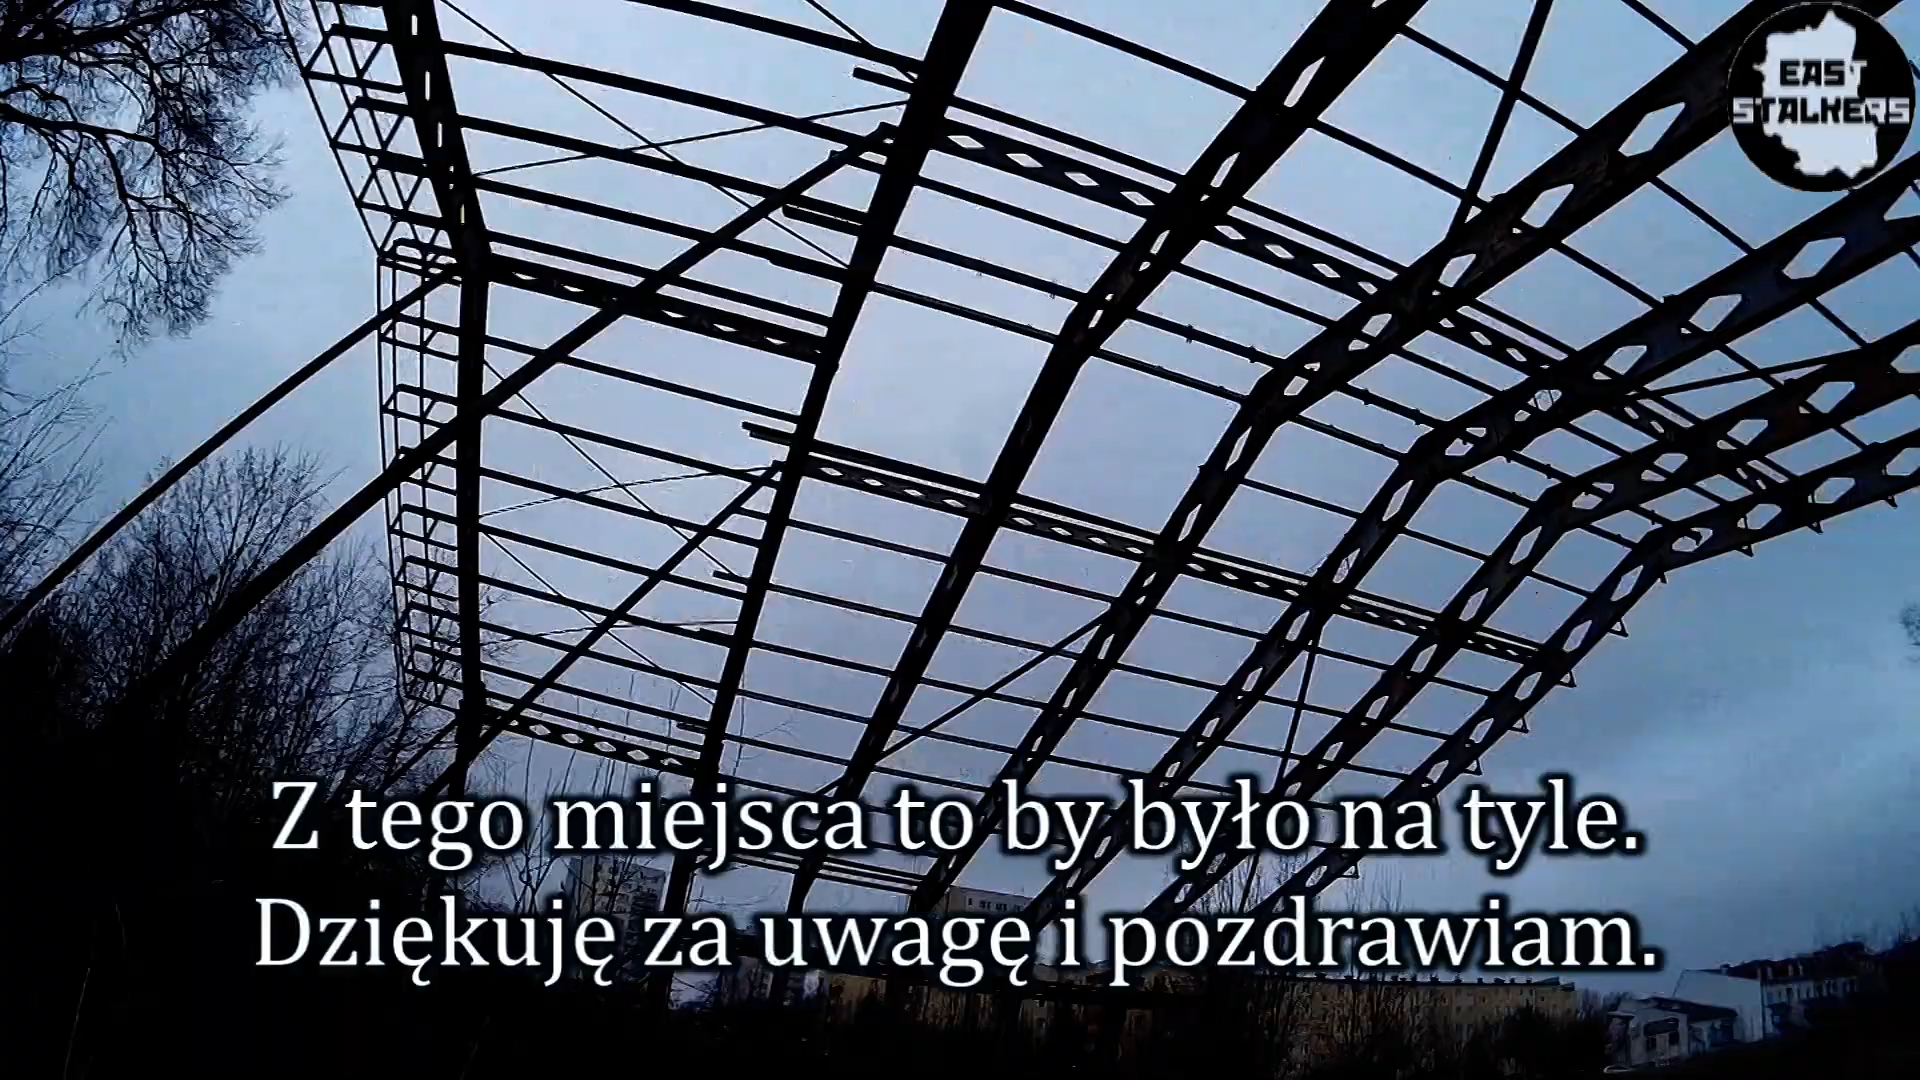 EAST
STALKERS
Z tego miejsca to by było na tyle.
Dziękuję za uwagę i pozdrawiam.